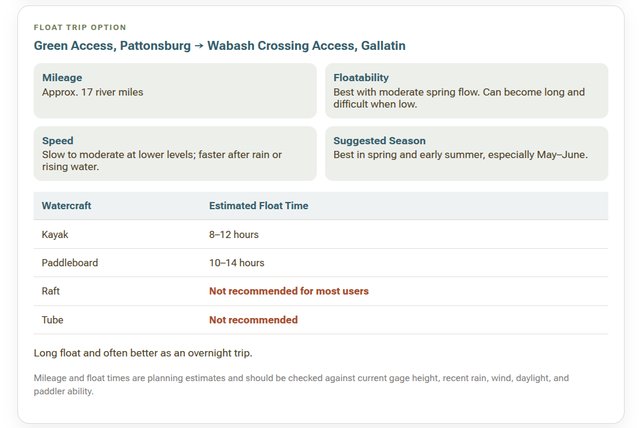 FLOAT TRIP OPTION
Green Access, Pattonsburg → Wabash Crossing Access, Gallatin
Mileage
Approx. 17 river miles
Floatability
Best with moderate spring flow. Can become long and
difficult when low.
Speed
Slow to moderate at lower levels; faster after rain or
rising water.
Suggested Season
Best in spring and early summer, especially May–June.
Watercraft Estimated Float Time
Kayak 8–12 hours
Paddleboard 10–14 hours
Raft Not recommended for most users
Tube Not recommended
Long float and often better as an overnight trip.
Mileage and float times are planning estimates and should be checked against current gage height, recent rain, wind, daylight, and
paddler ability.